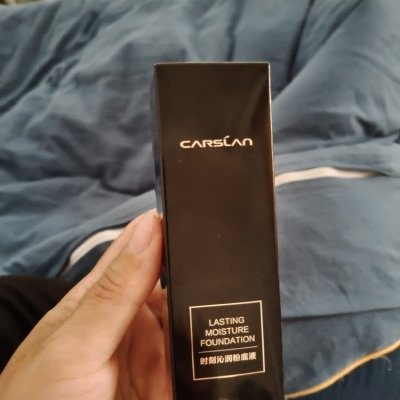 CARSLAN
LASTING
MOISTURE
FOUNDATION
时刻沁润粉底液